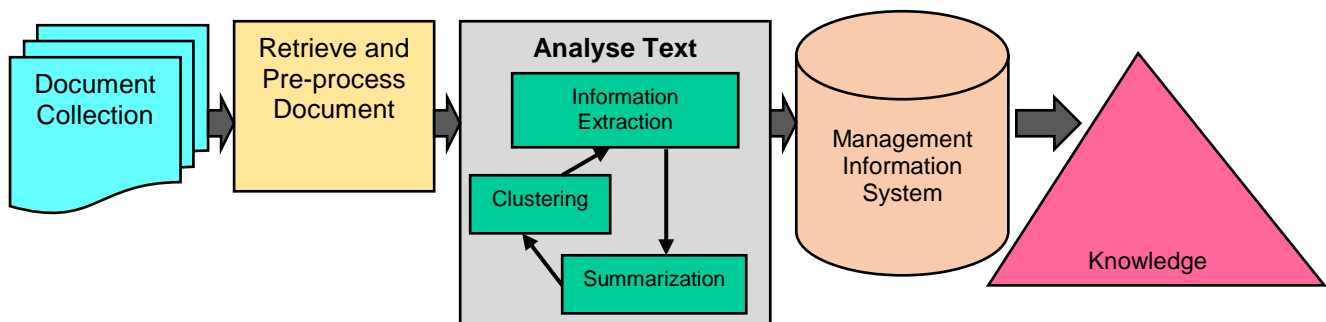 Document
Collection
Retrieve and
Pre-process
Document
Analyse Text
Information
Extraction
Clustering
Summarization
Management
Information
System
Knowledge